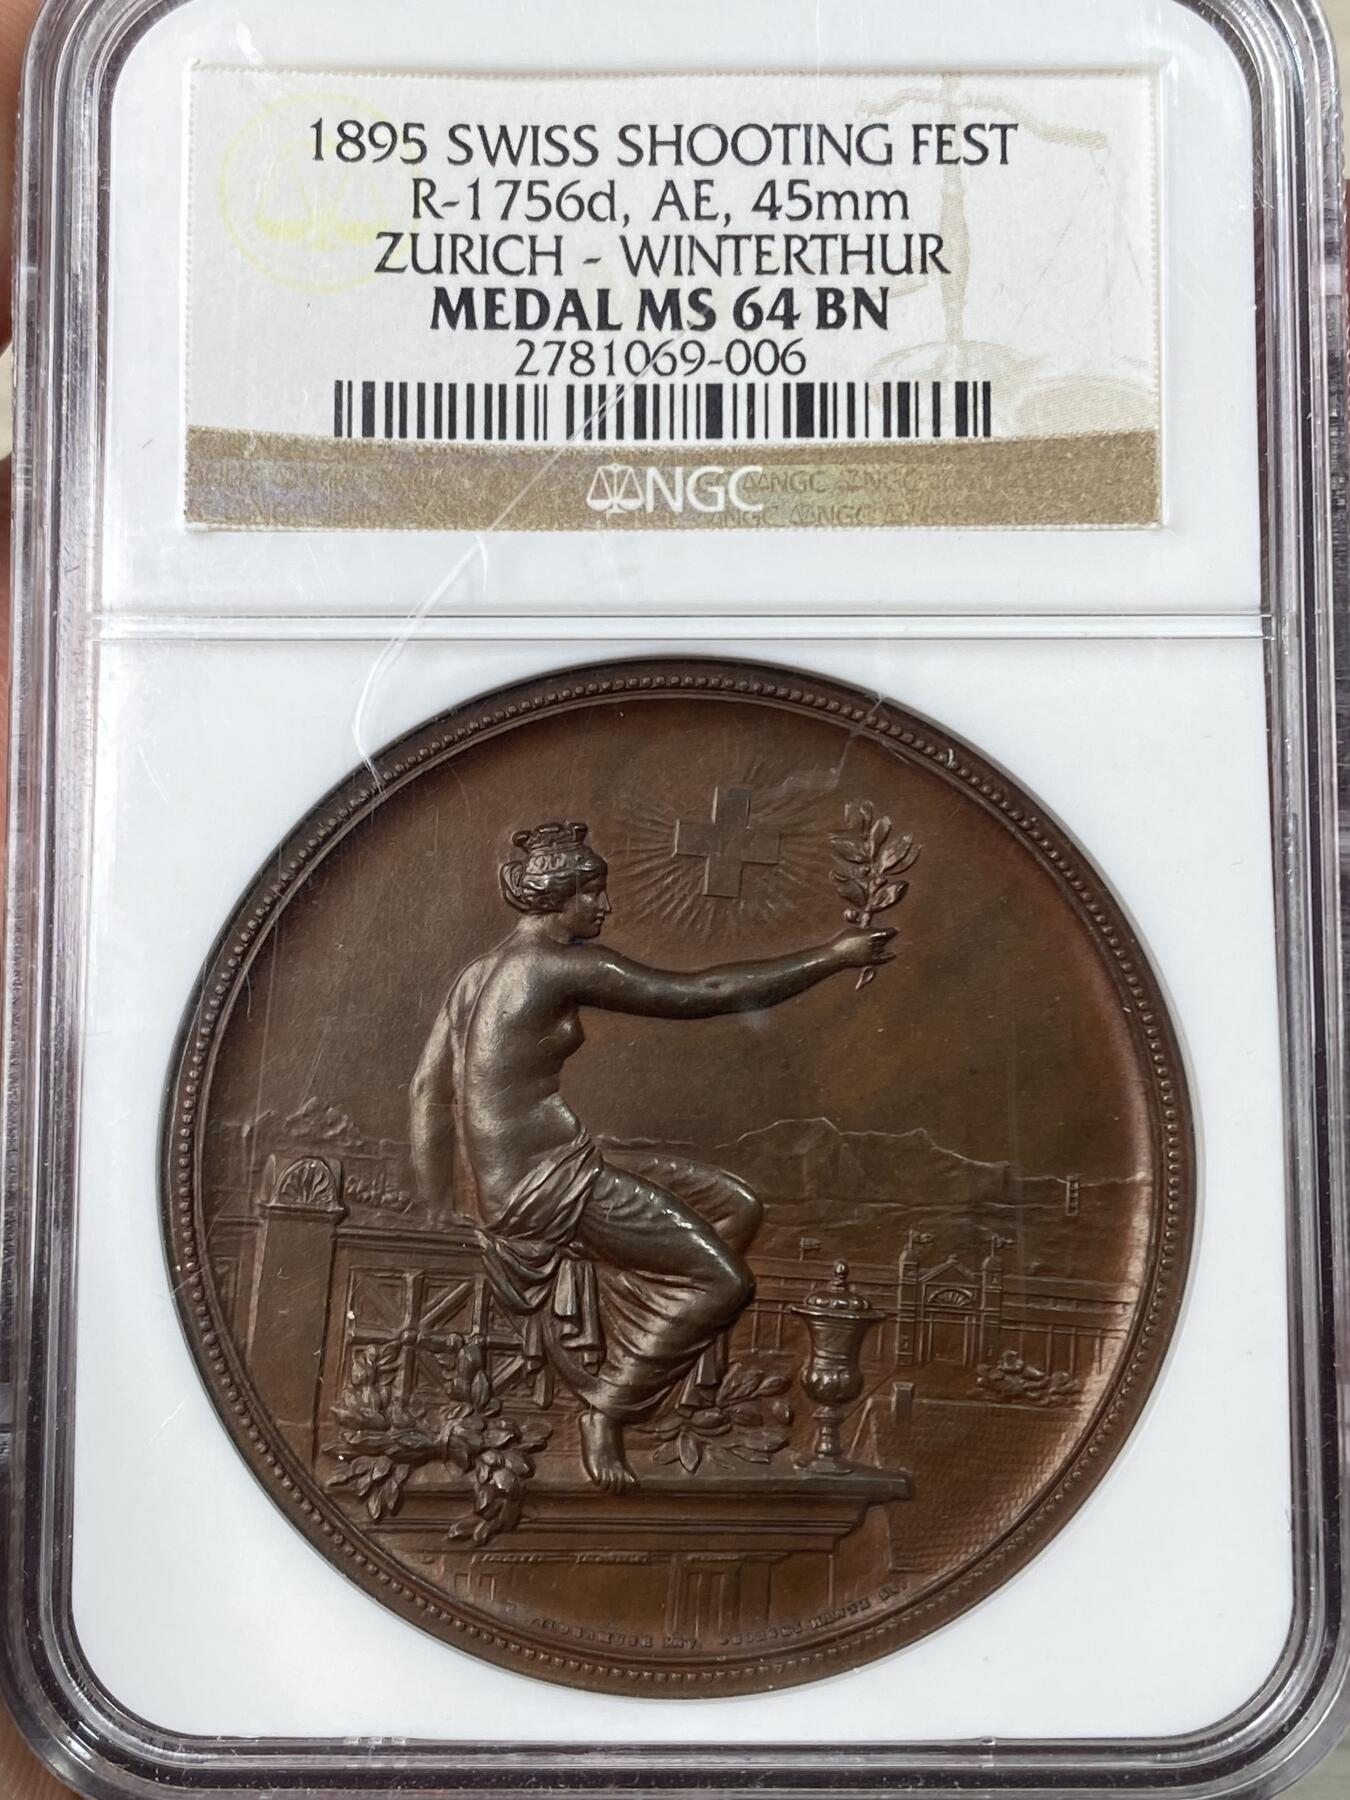 1895 SWISS SHOOTING FEST
R-1756d, AE, 45mm
ZURICH - WINTERTHUR
MEDAL MS 64 BN
2781069-006
NGC